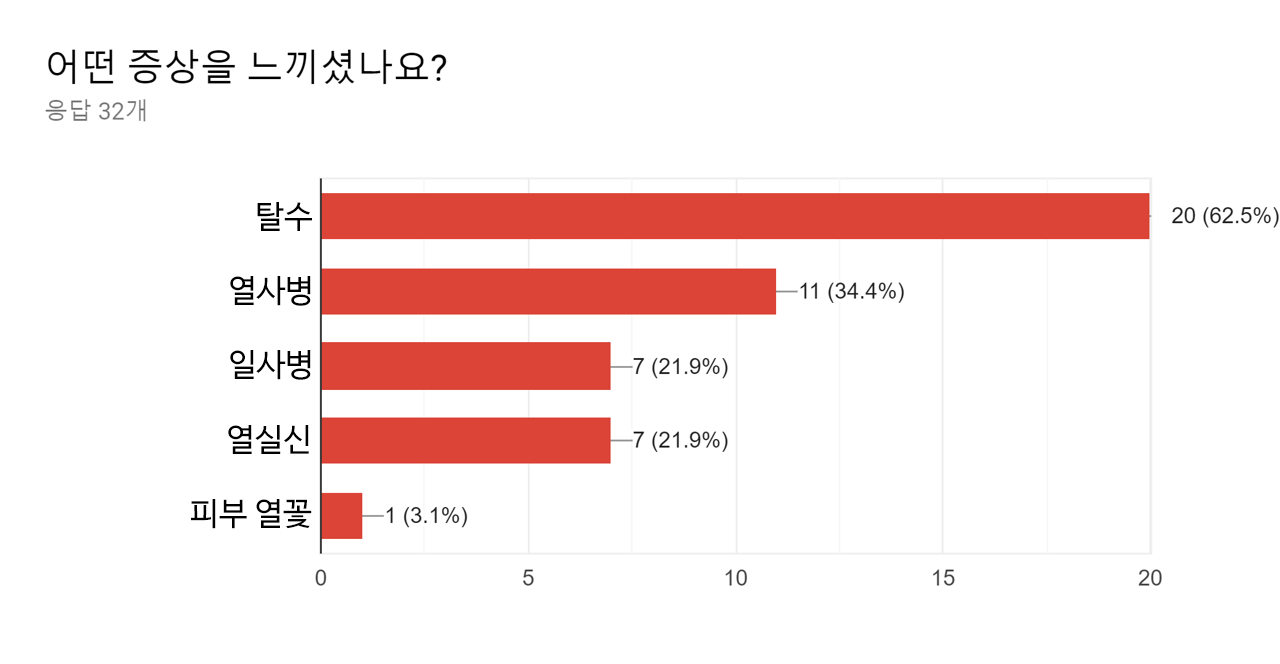 어떤 증상을 느끼셨나요?
응답 32개
탈수 20 (62.5%)
열사병 11 (34.4%)
일사병 7 (21.9%)
열실신 7 (21.9%)
피부 열꽃 1 (3.1%)
0 5 10 15 20